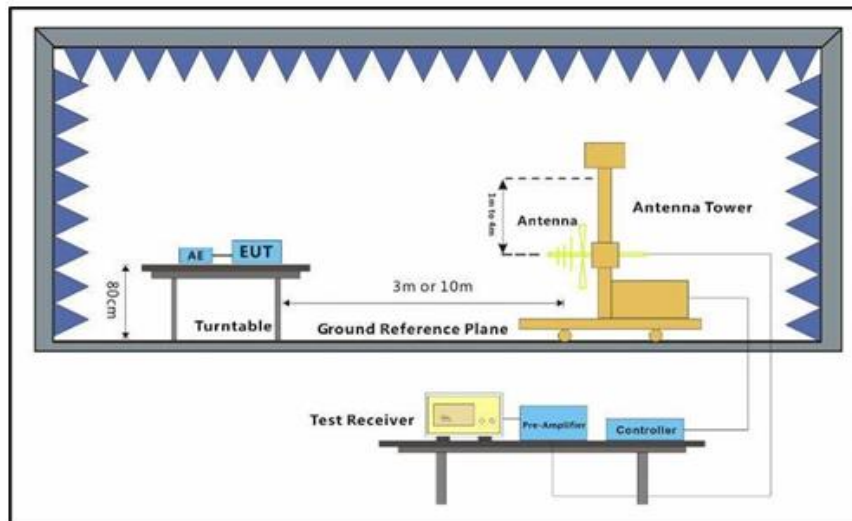 1m to 4m
Antenna
Antenna Tower
AE
EUT
80cm
3m or 10m
Turntable
Ground Reference Plane
Test Receiver
Pre-Amplifier
Controller